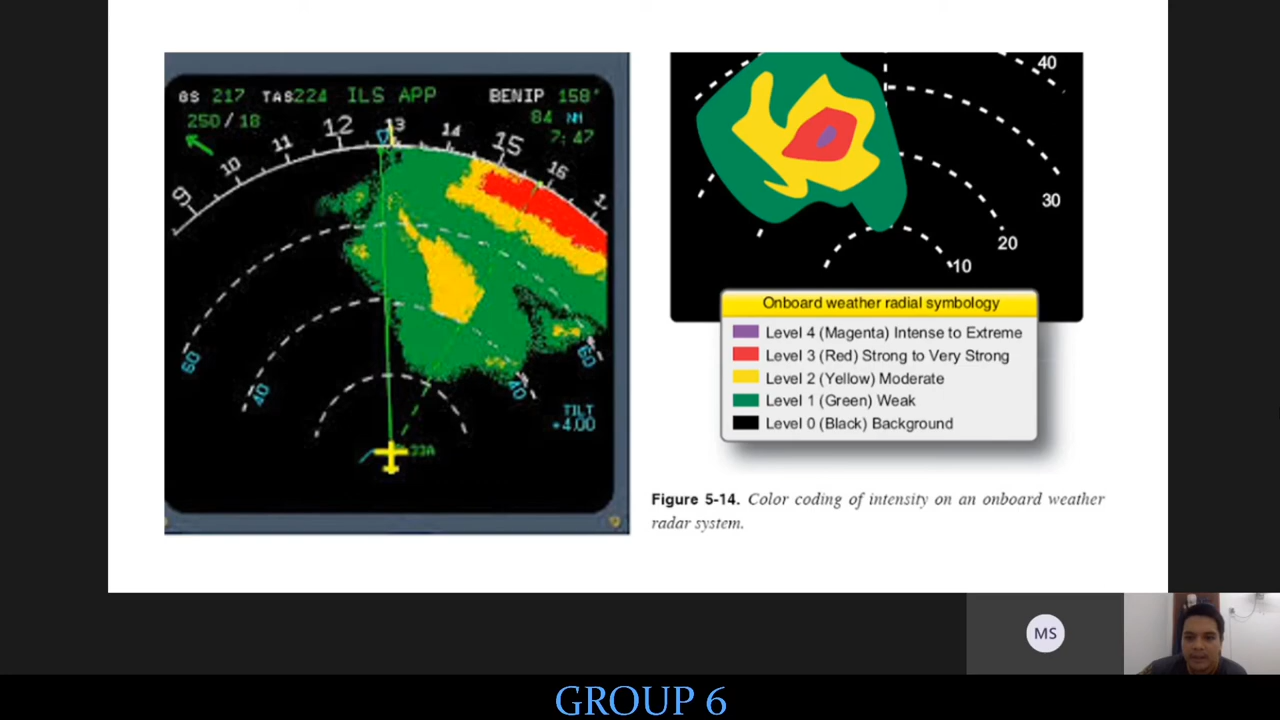 GS 217 TAS224 ILS APP BENIP 158°
250/18 84 NM
7:47
9 10 11 12 13 14 15 16
60 40 40 60
TILT
+4.00
33A
40
30
20
10
Onboard weather radial symbology
Level 4 (Magenta) Intense to Extreme
Level 3 (Red) Strong to Very Strong
Level 2 (Yellow) Moderate
Level 1 (Green) Weak
Level 0 (Black) Background
Figure 5-14. Color coding of intensity on an onboard weather
radar system.
MS
GROUP 6